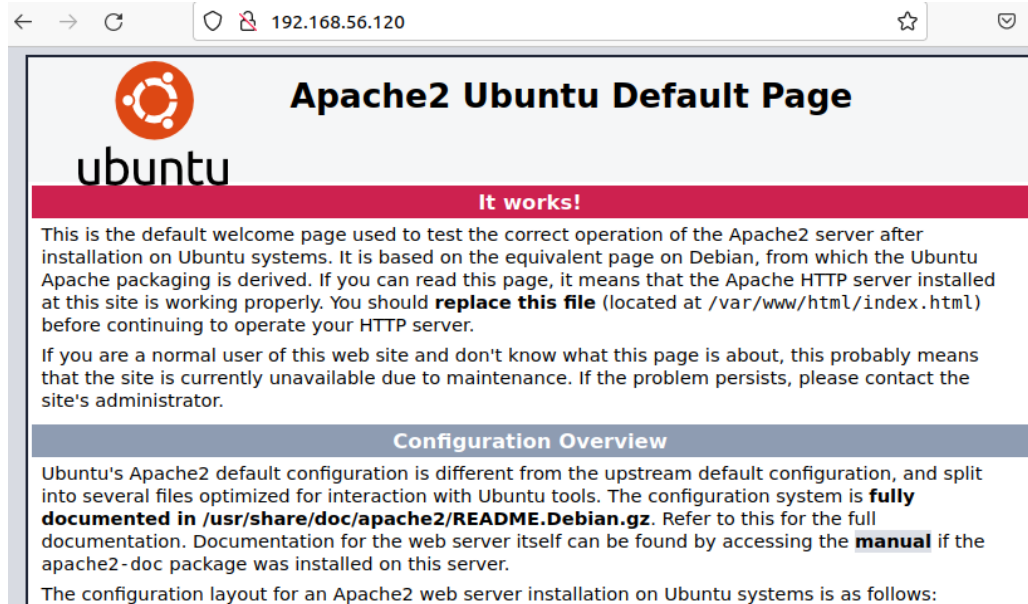 192.168.56.120
Apache2 Ubuntu Default Page
ubuntu
It works!
This is the default welcome page used to test the correct operation of the Apache2 server after
installation on Ubuntu systems. It is based on the equivalent page on Debian, from which the Ubuntu
Apache packaging is derived. If you can read this page, it means that the Apache HTTP server installed
at this site is working properly. You should replace this file (located at /var/www/html/index.html)
before continuing to operate your HTTP server.
If you are a normal user of this web site and don't know what this page is about, this probably means
that the site is currently unavailable due to maintenance. If the problem persists, please contact the
site's administrator.
Configuration Overview
Ubuntu's Apache2 default configuration is different from the upstream default configuration, and split
into several files optimized for interaction with Ubuntu tools. The configuration system is fully
documented in /usr/share/doc/apache2/README.Debian.gz. Refer to this for the full
documentation. Documentation for the web server itself can be found by accessing the manual if the
apache2-doc package was installed on this server.
The configuration layout for an Apache2 web server installation on Ubuntu systems is as follows: